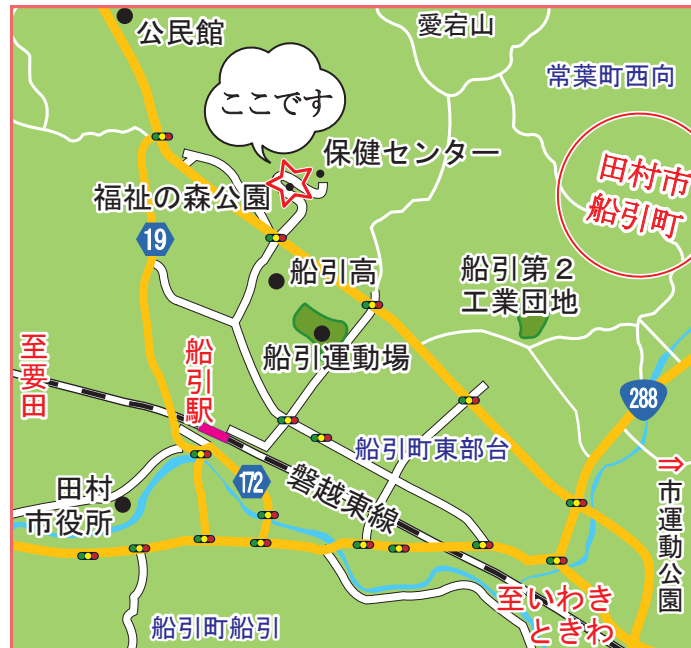 公民館
愛宕山
常葉町西向
ここです
保健センター
田村市
船引町
福祉の森公園
19
船引高
船引第2
工業団地
船引運動場
至要田
船引駅
288
船引町東部台
⇒市運動公園
172
磐越東線
田村
市役所
至いわき
ときわ
船引町船引